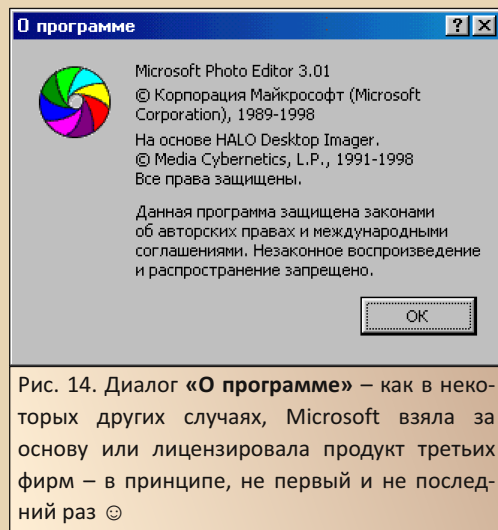 О программе
Microsoft Photo Editor 3.01
© Корпорация Майкрософт (Microsoft
Corporation), 1989-1998
На основе HALO Desktop Imager.
© Media Cybernetics, L.P., 1991-1998
Все права защищены.
Данная программа защищена законами
об авторских правах и международными
соглашениями. Незаконное воспроизведение
и распространение запрещено.
ОК
Рис. 14. Диалог «О программе» – как в неко-
торых других случаях, Microsoft взяла за
основу или лицензировала продукт третьих
фирм – в принципе, не первый и не послед-
ний раз ☺